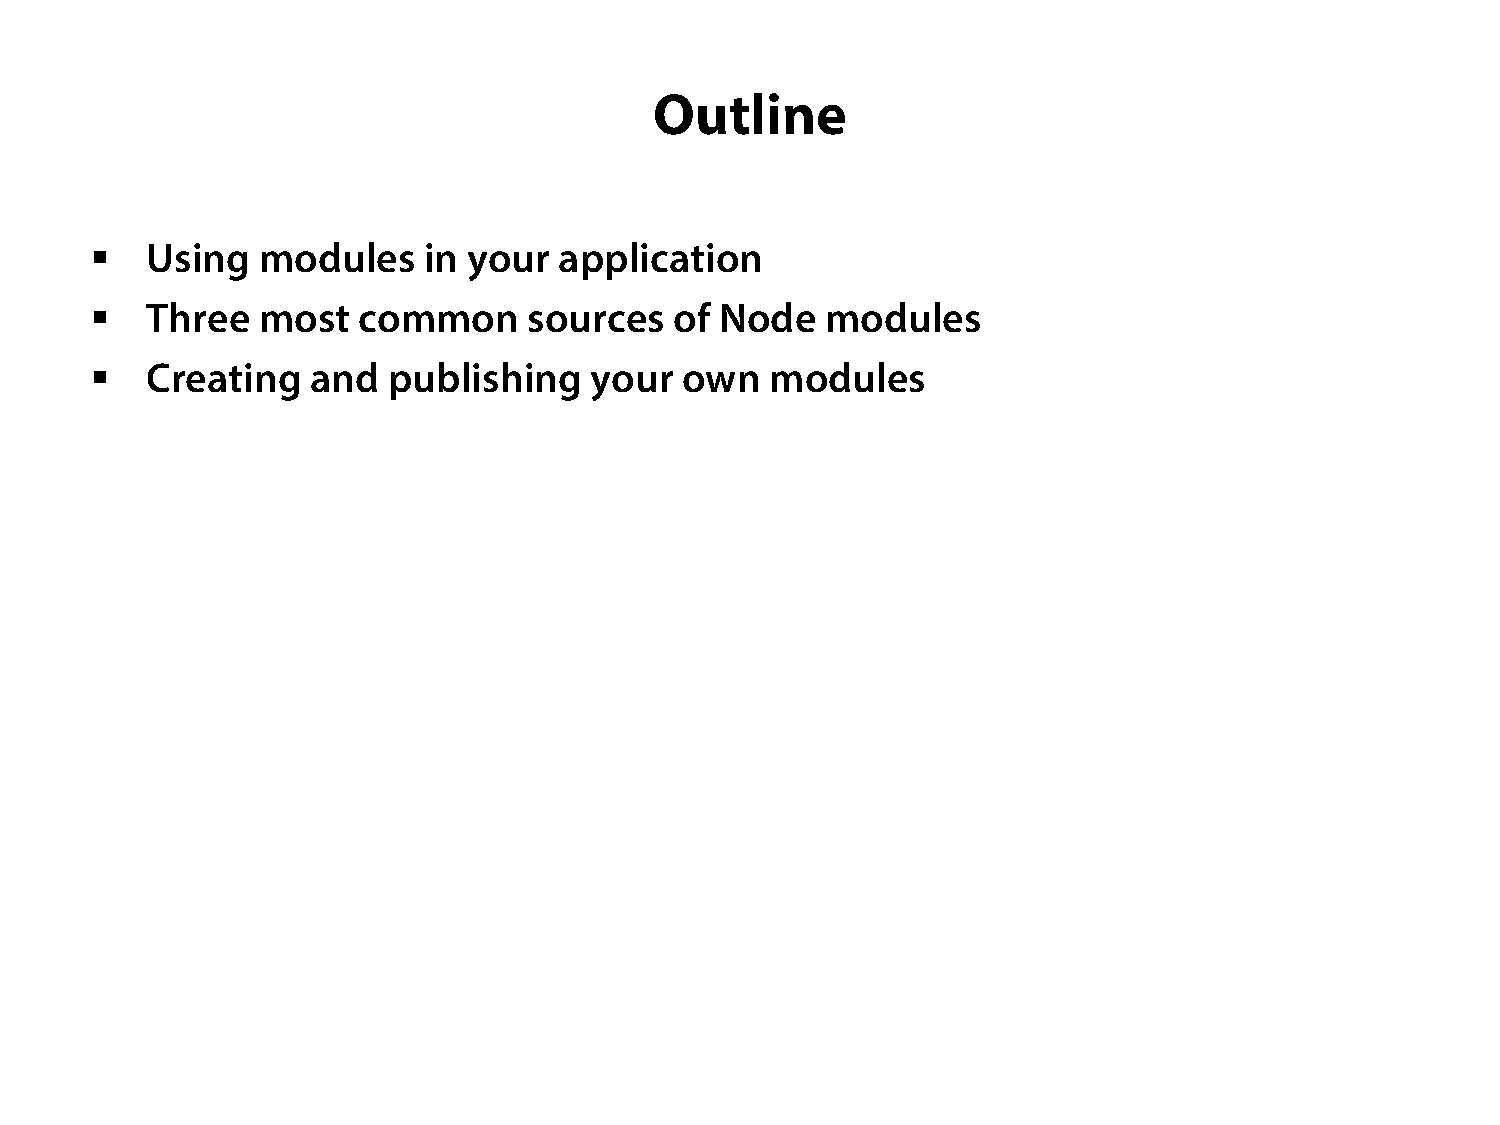 Outline
▪ Using modules in your application
▪ Three most common sources of Node modules
▪ Creating and publishing your own modules